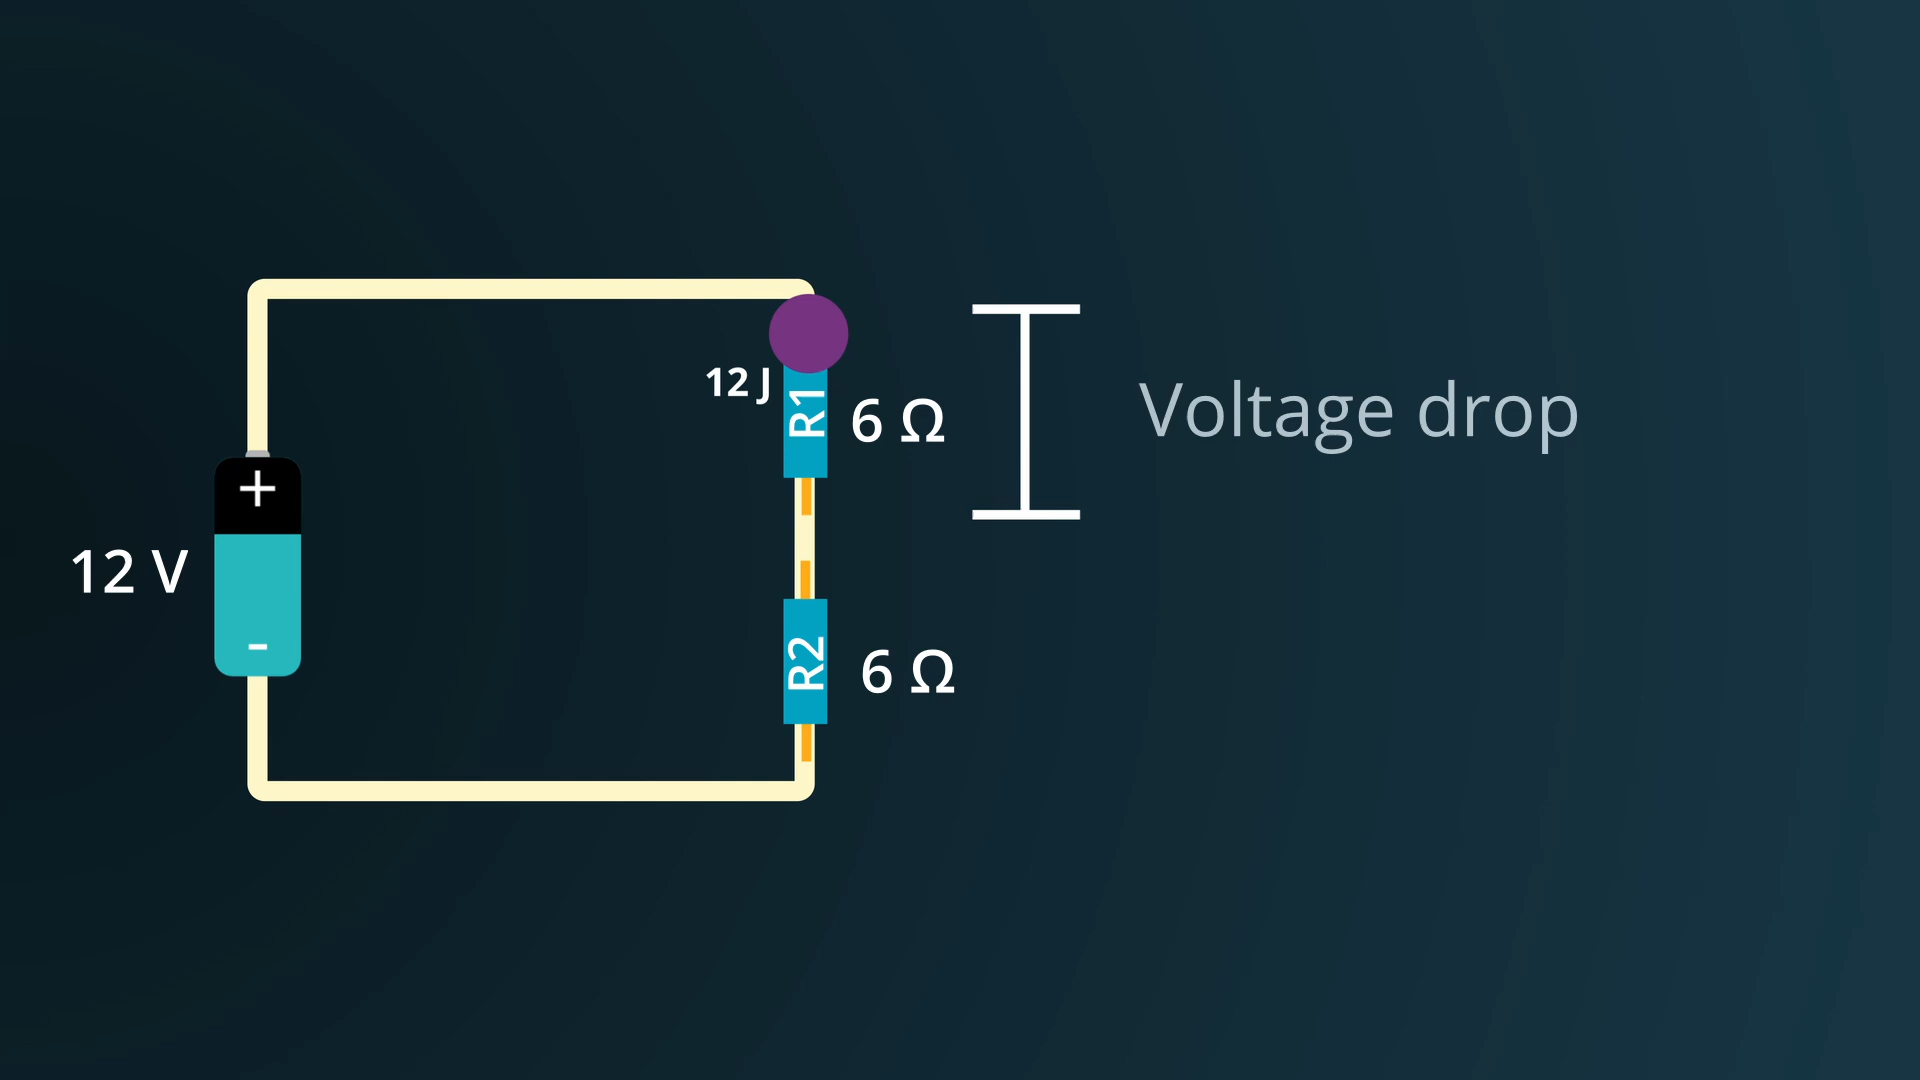 12 J
R1
6 Ω
Voltage drop
+
12 V
-
R2
6 Ω